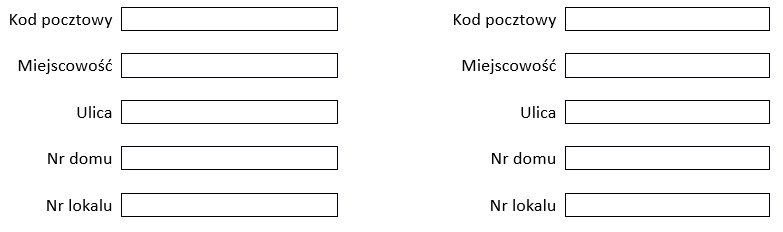 Kod pocztowy Kod pocztowy
Miejscowość Miejscowość
Ulica Ulica
Nr domu Nr domu
Nr lokalu Nr lokalu